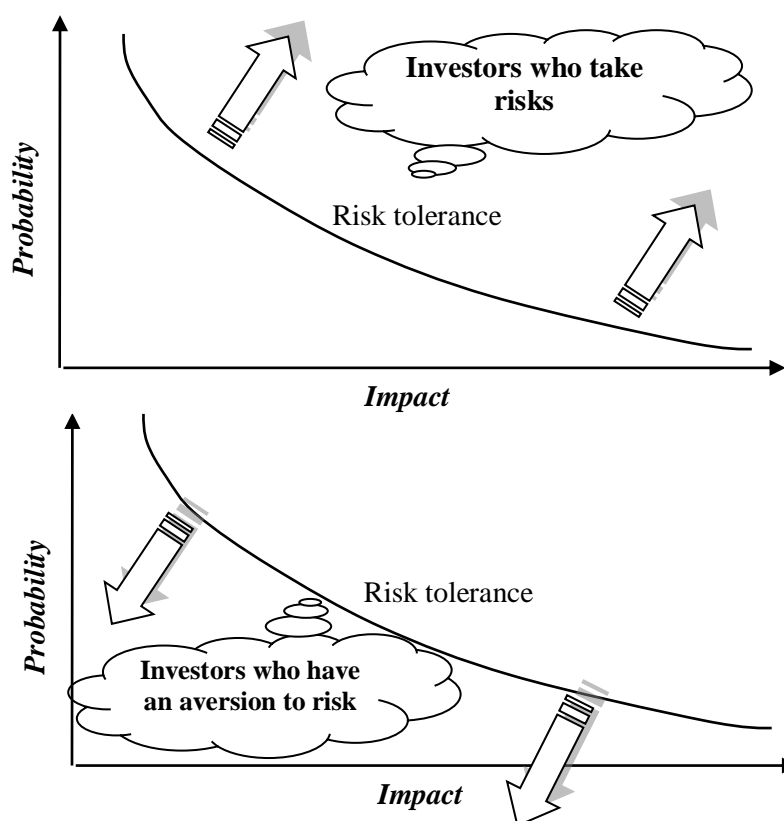 Investors who take
risks
Probability
Risk tolerance
Impact
Probability
Risk tolerance
Investors who have
an aversion to risk
Impact